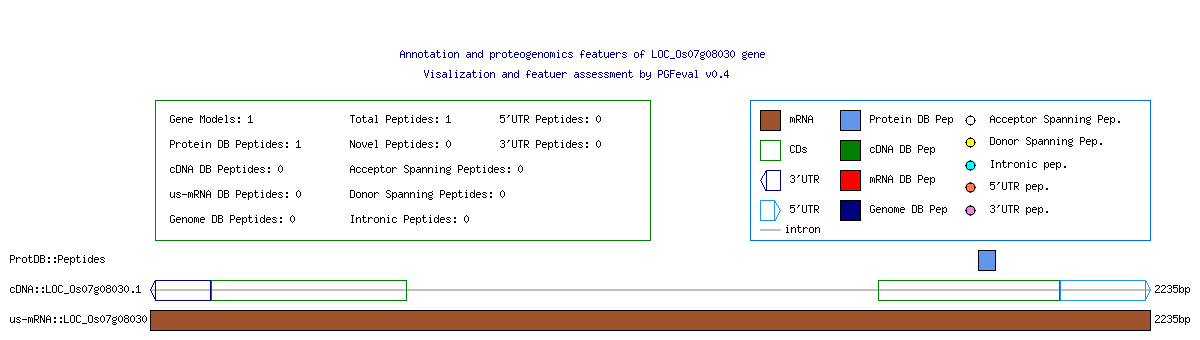 Annotation and proteogenomics featuers of LOC_Os07g08030 gene
Visalization and featuer assessment by PGFeval v0.4
Gene Models: 1 Total Peptides: 1 5'UTR Peptides: 0
Protein DB Peptides: 1 Novel Peptides: 0 3'UTR Peptides: 0
cDNA DB Peptides: 0 Acceptor Spanning Peptides: 0
us-mRNA DB Peptides: 0 Donor Spanning Peptides: 0
Genome DB Peptides: 0 Intronic Peptides: 0
mRNA Protein DB Pep Acceptor Spanning Pep.
CDs cDNA DB Pep Donor Spanning Pep.
3'UTR mRNA DB Pep Intronic pep.
5'UTR Genome DB Pep 5'UTR pep.
intron 3'UTR pep.
ProtDB::Peptides
cDNA::LOC_Os07g08030.1 2235bp
us-mRNA::LOC_Os07g08030 2235bp